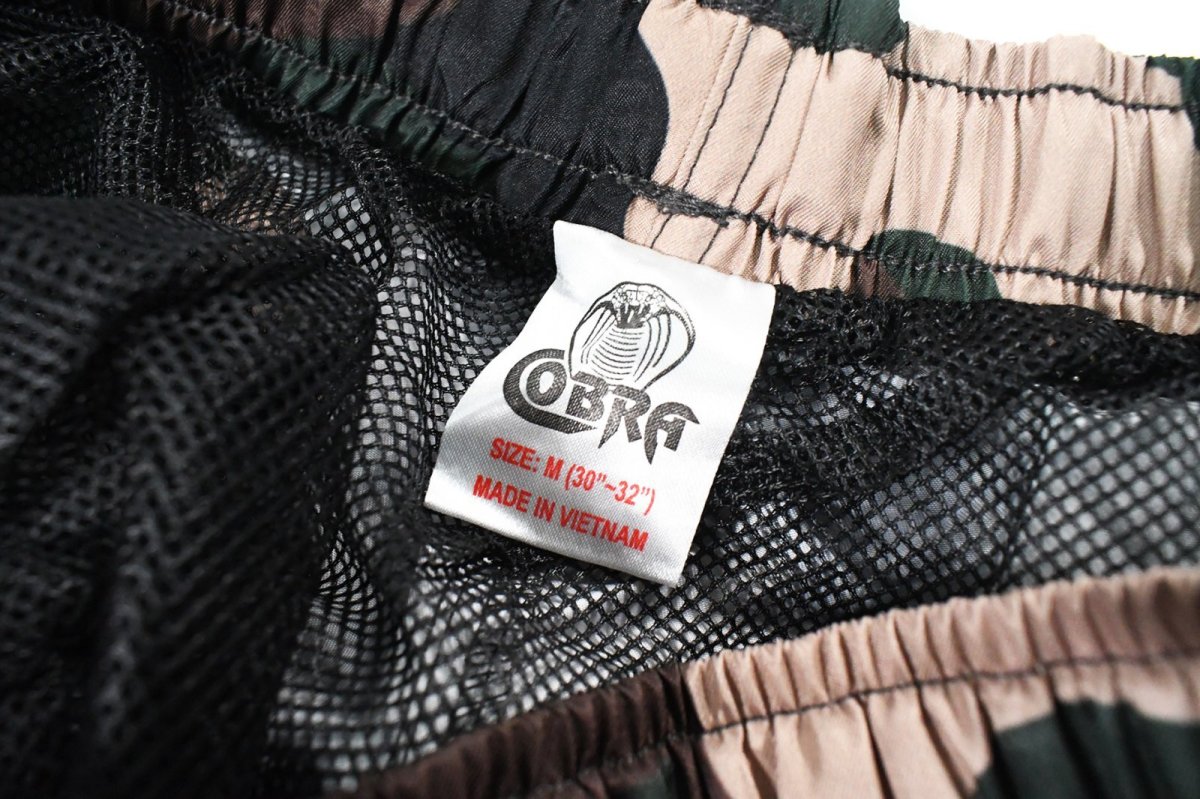 COBRA
SIZE: M (30"~32")
MADE IN VIETNAM